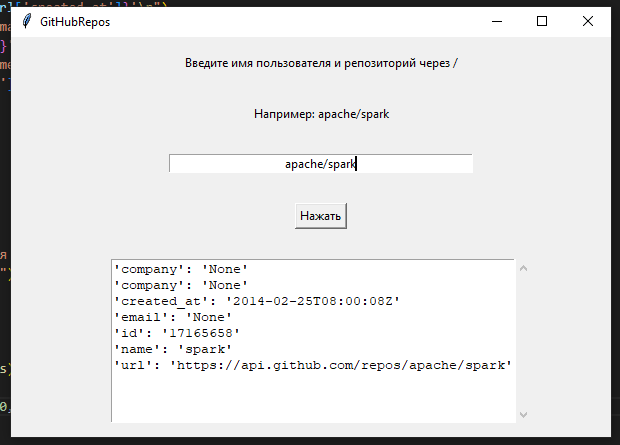 r]['created_at']}'\n")
GitHubRepos
Введите имя пользователя и репозиторий через /
Например: apache/spark
apache/spark
Нажать
'company': 'None'
'company': 'None'
'created_at': '2014-02-25T08:00:08Z'
'email': 'None'
'id': '17165658'
'name': 'spark'
'url': 'https://api.github.com/repos/apache/spark'